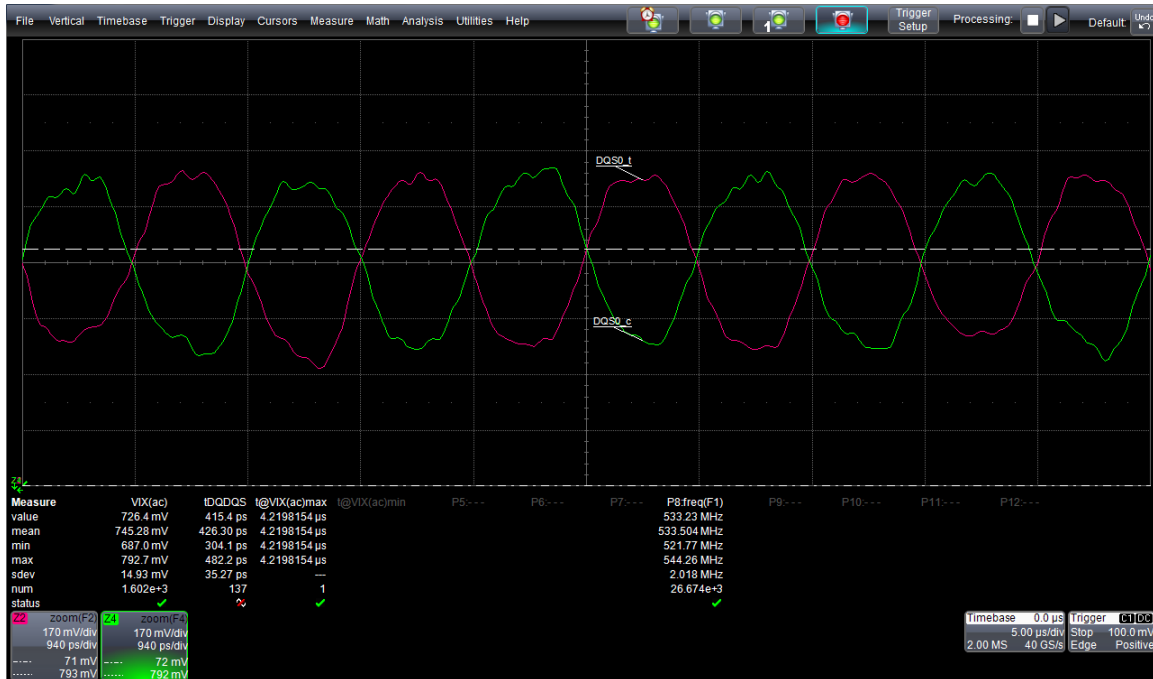 File Vertical Timebase Trigger Display Cursors Measure Math Analysis Utilities Help 1 Trigger Setup Processing: Default: Undo
DQS0_t
DQS0_c
Z4
Measure VIX(ac) tDQDQS t@VIX(ac)max t@VIX(ac)min P5:--- P6:--- P7:--- P8:freq(F1) P9:--- P10:--- P11:--- P12:---
value 726.4 mV 415.4 ps 4.2198154 µs 533.23 MHz
mean 745.28 mV 426.30 ps 4.2198154 µs 533.504 MHz
min 687.0 mV 304.1 ps 4.2198154 µs 521.77 MHz
max 792.7 mV 482.2 ps 4.2198154 µs 544.26 MHz
sdev 14.93 mV 35.27 ps --- 2.018 MHz
num 1.602e+3 137 1 26.674e+3
status
Z2 zoom(F2) Z4 zoom(F4) Timebase 0.0 µs Trigger C1 DC
170 mV/div 170 mV/div 5.00 µs/div Stop 100.0 mV
940 ps/div 940 ps/div 2.00 MS 40 GS/s Edge Positive
71 mV 72 mV
793 mV 792 mV